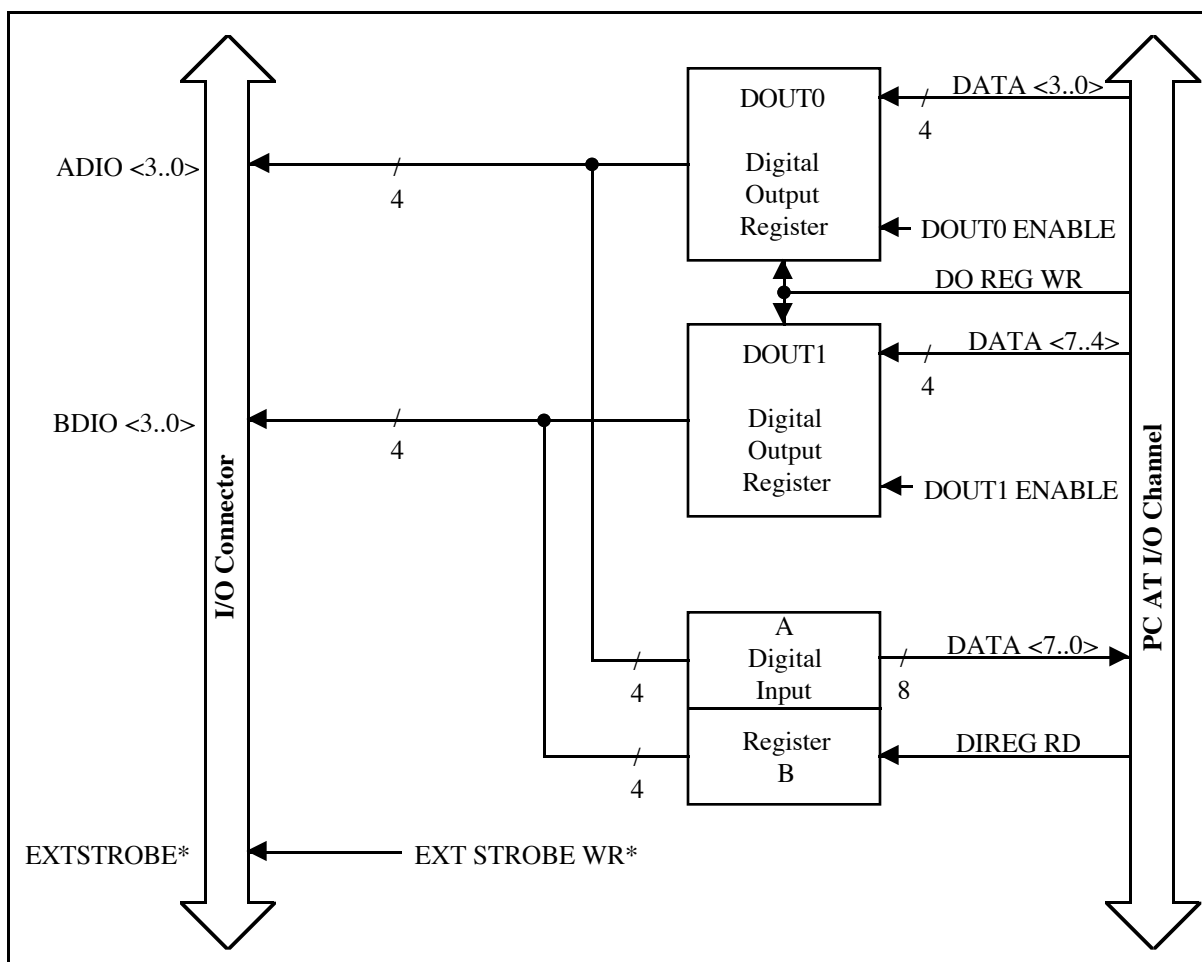 DOUT0
DATA <3..0>
4
ADIO <3..0>
4
Digital
Output
Register
DOUT0 ENABLE
DO REG WR
DOUT1
DATA <7..4>
4
BDIO <3..0>
4
Digital
Output
Register
DOUT1 ENABLE
I/O Connector
PC AT I/O Channel
A
Digital
Input
4
DATA <7..0>
8
Register
B
4
DIREG RD
EXTSTROBE*
EXT STROBE WR*